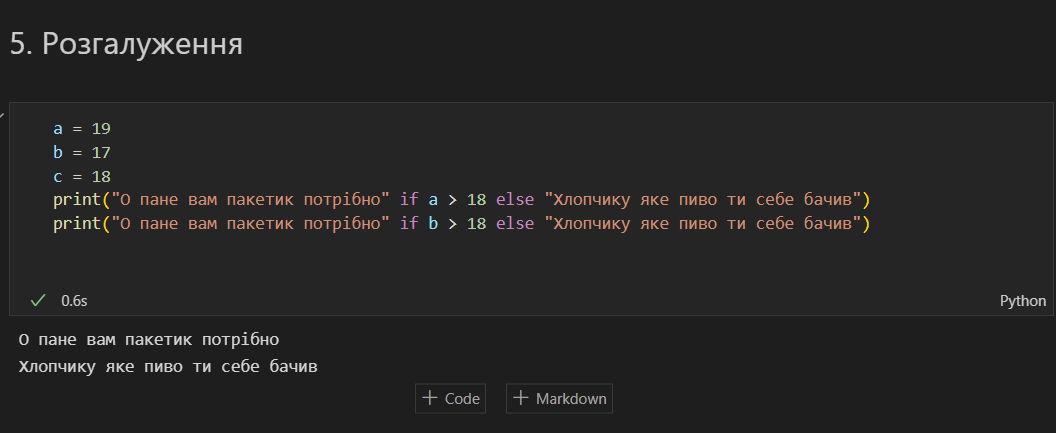 5. Розгалуження
a = 19
b = 17
c = 18
print("О пане вам пакетик потрібно" if a > 18 else "Хлопчику яке пиво ти себе бачив")
print("О пане вам пакетик потрібно" if b > 18 else "Хлопчику яке пиво ти себе бачив")
0.6s
Python
О пане вам пакетик потрібно
Хлопчику яке пиво ти себе бачив
+ Code + Markdown